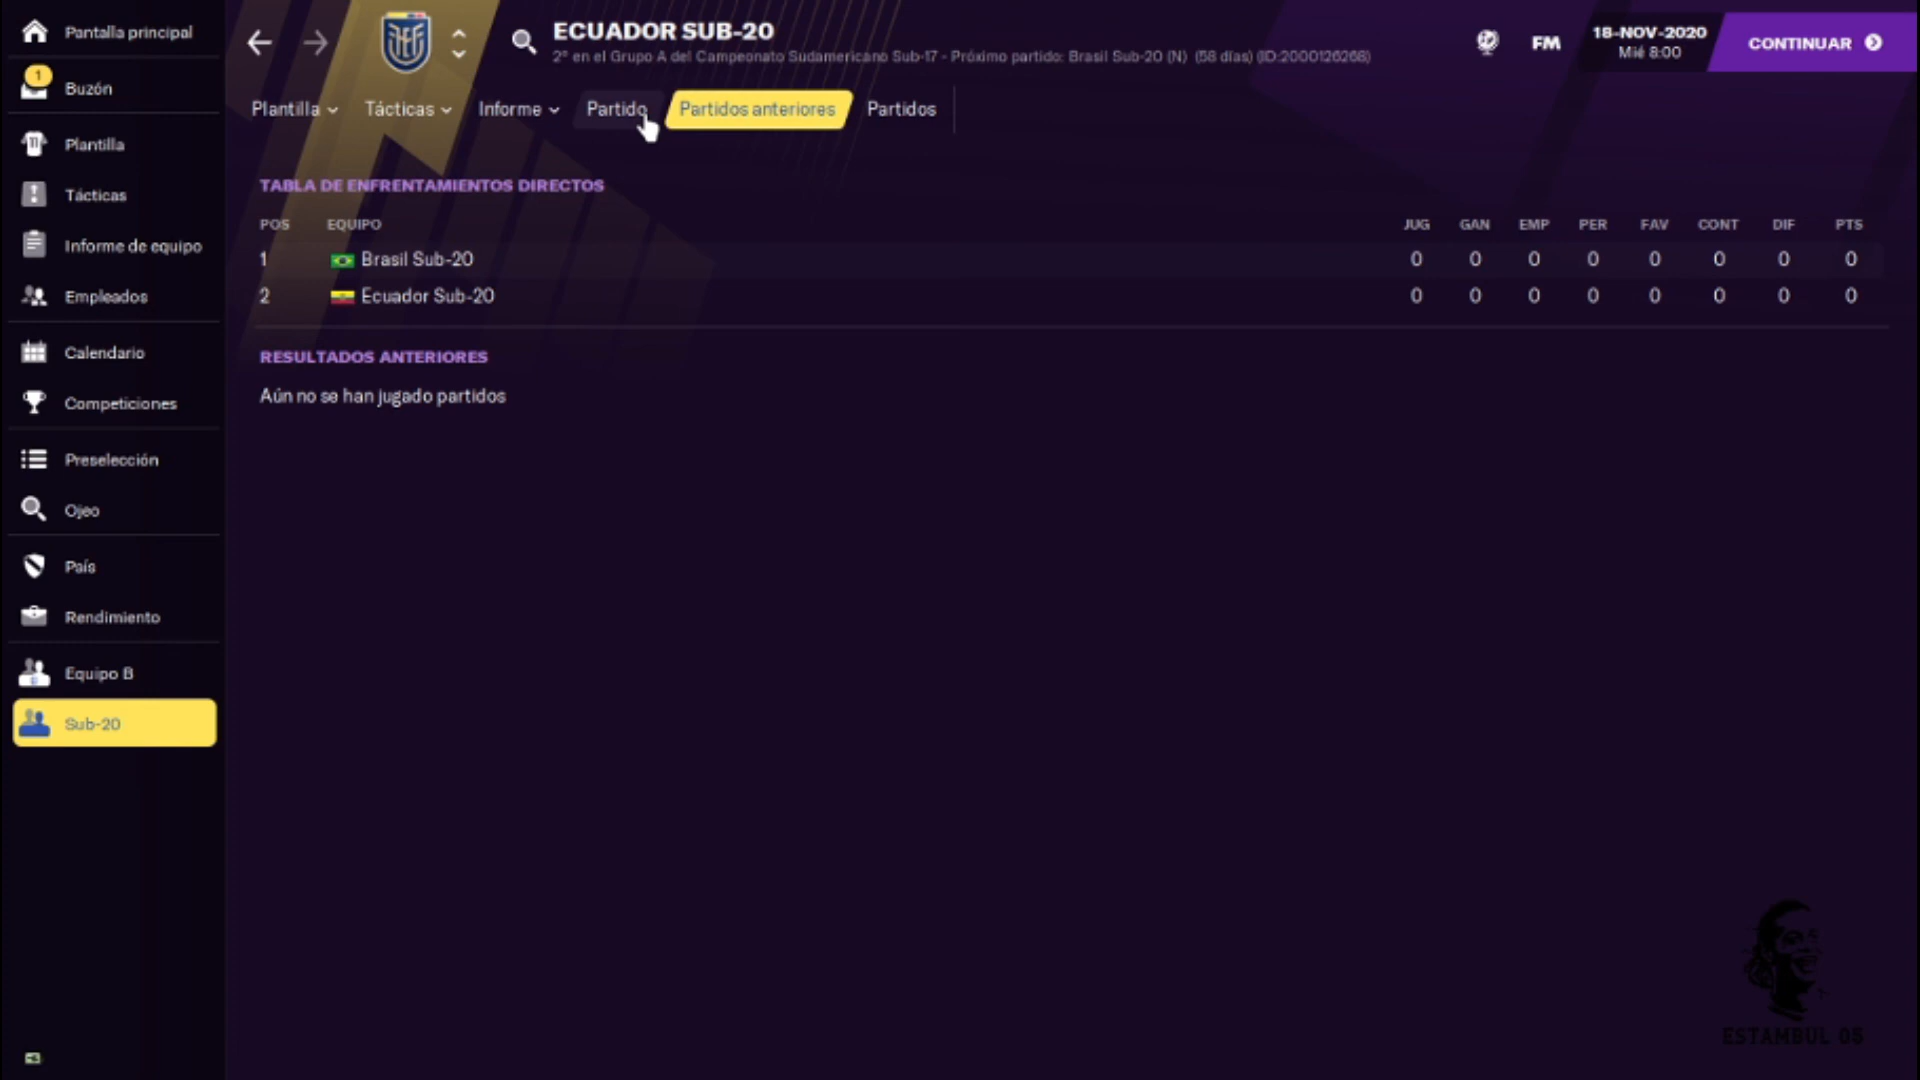 Pantalla principal
1
Buzón
Plantilla
Tácticas
Informe de equipo
Empleados
Calendario
Competiciones
Preselección
Ojeo
País
Rendimiento
Equipo B
Sub-20
ECUADOR SUB-20
2º en el Grupo A del Campeonato Sudamericano Sub-17 - Próximo partido: Brasil Sub-20 (N) (58 días) (ID:2000126268)
FM
18-NOV-2020
Mié 8:00
CONTINUAR
Plantilla Tácticas Informe Partido Partidos anteriores Partidos
TABLA DE ENFRENTAMIENTOS DIRECTOS
POS EQUIPO JUG GAN EMP PER FAV CONT DIF PTS
1 Brasil Sub-20 0 0 0 0 0 0 0 0
2 Ecuador Sub-20 0 0 0 0 0 0 0 0
RESULTADOS ANTERIORES
Aún no se han jugado partidos
ESTAMBUL 05